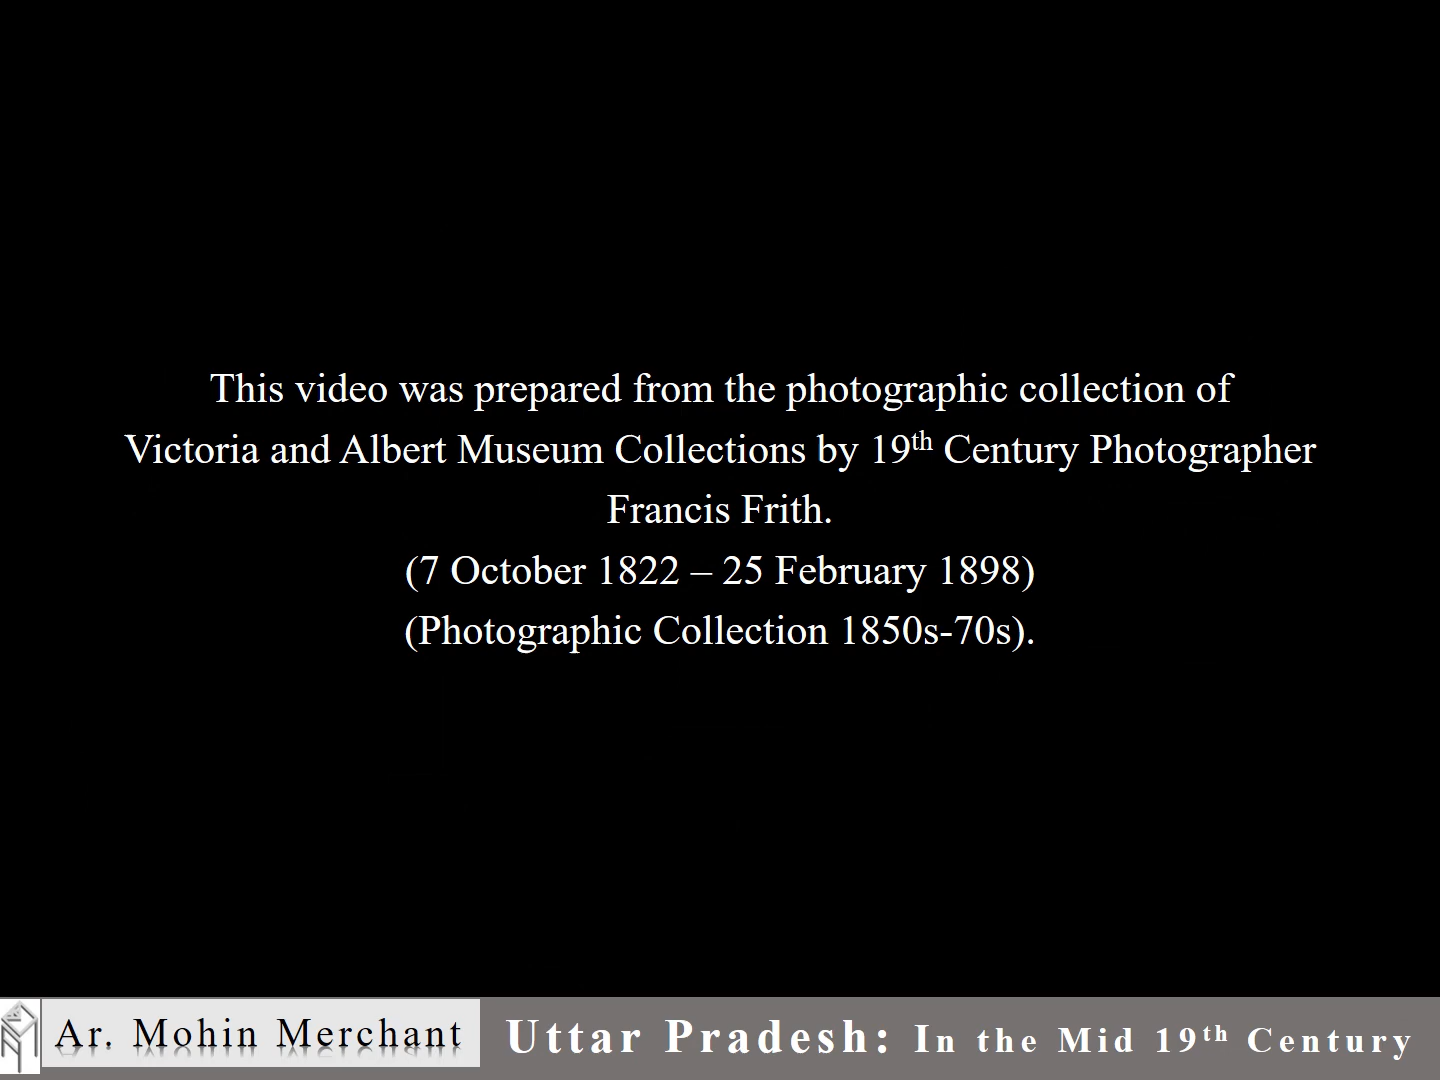 This video was prepared from the photographic collection of
Victoria and Albert Museum Collections by 19th Century Photographer
Francis Frith.
(7 October 1822 – 25 February 1898)
(Photographic Collection 1850s-70s).
Ar. Mohin Merchant
Uttar Pradesh: In the Mid 19th Century